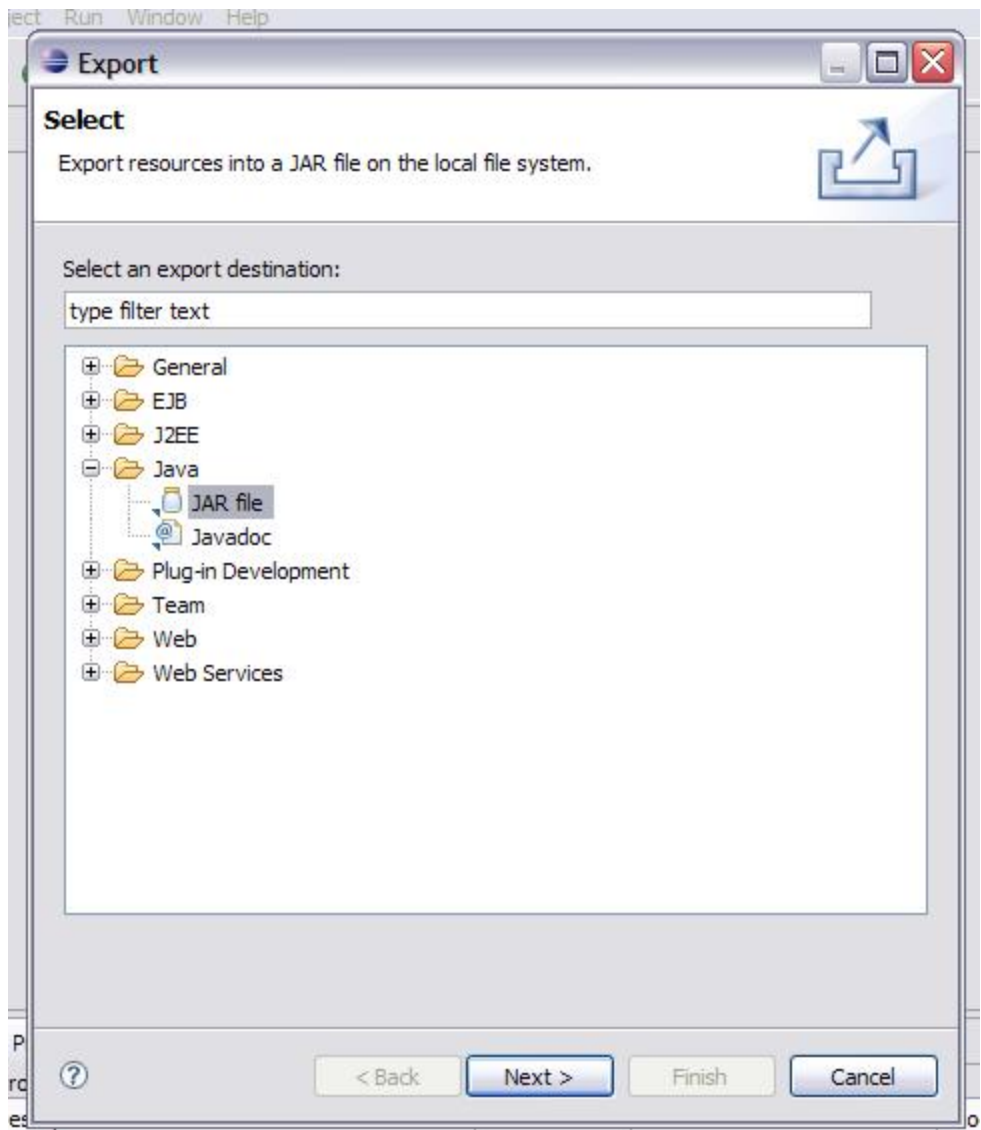 ject Run Window Help
Export
Select
Export resources into a JAR file on the local file system.
Select an export destination:
type filter text
General
EJB
J2EE
Java
JAR file
Javadoc
Plug-in Development
Team
Web
Web Services
P
< Back Next > Finish Cancel